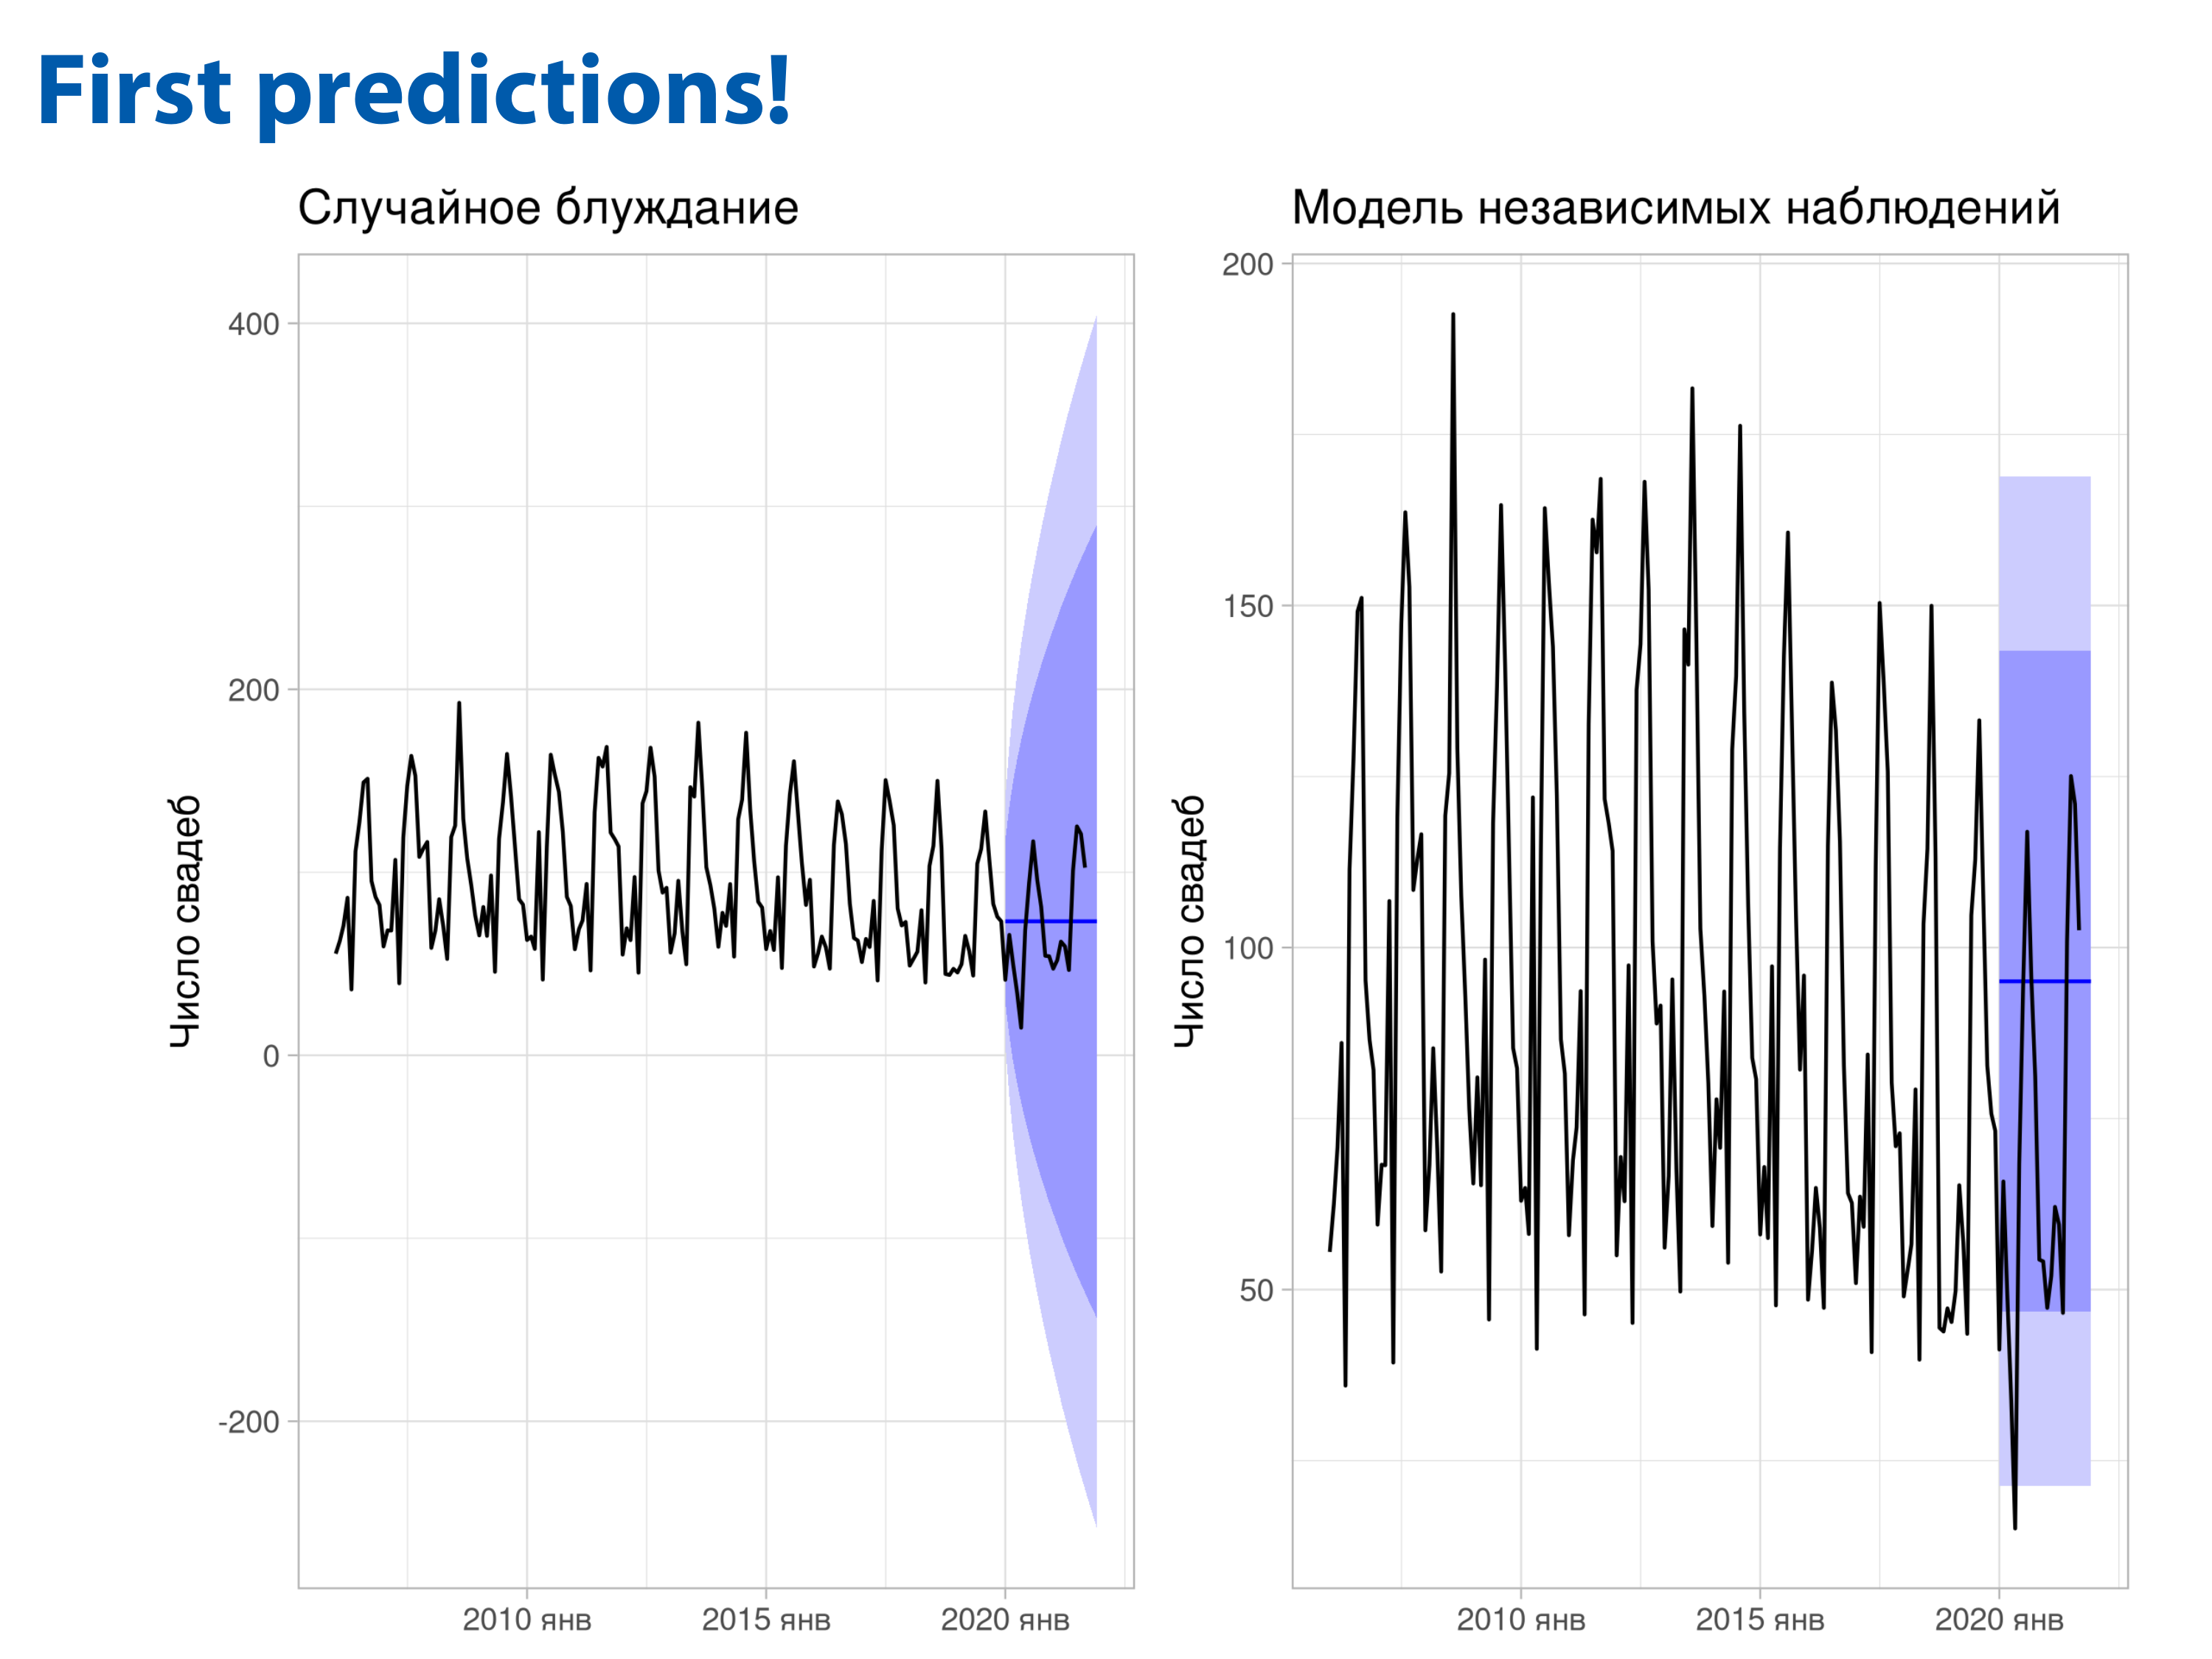 First predictions!
Случайное блуждание
Число свадеб
400
200
0
-200
2010 янв
2015 янв
2020 янв
Модель независимых наблюдений
Число свадеб
200
150
100
50
2010 янв
2015 янв
2020 янв